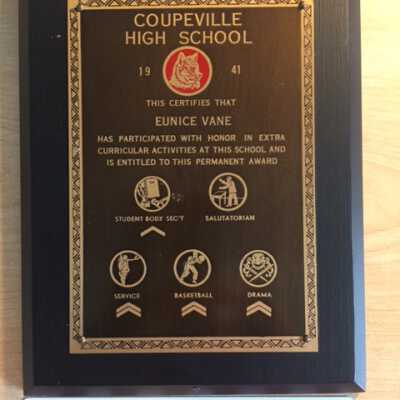 COUPEVILLE
HIGH SCHOOL
19 41
THIS CERTIFIES THAT
EUNICE VANE
HAS PARTICIPATED WITH HONOR IN EXTRA
CURRICULAR ACTIVITIES AT THIS SCHOOL AND
IS ENTITLED TO THIS PERMANENT AWARD
STUDENT BODY SEC'Y SALUTATORIAN
SERVICE BASKETBALL DRAMA